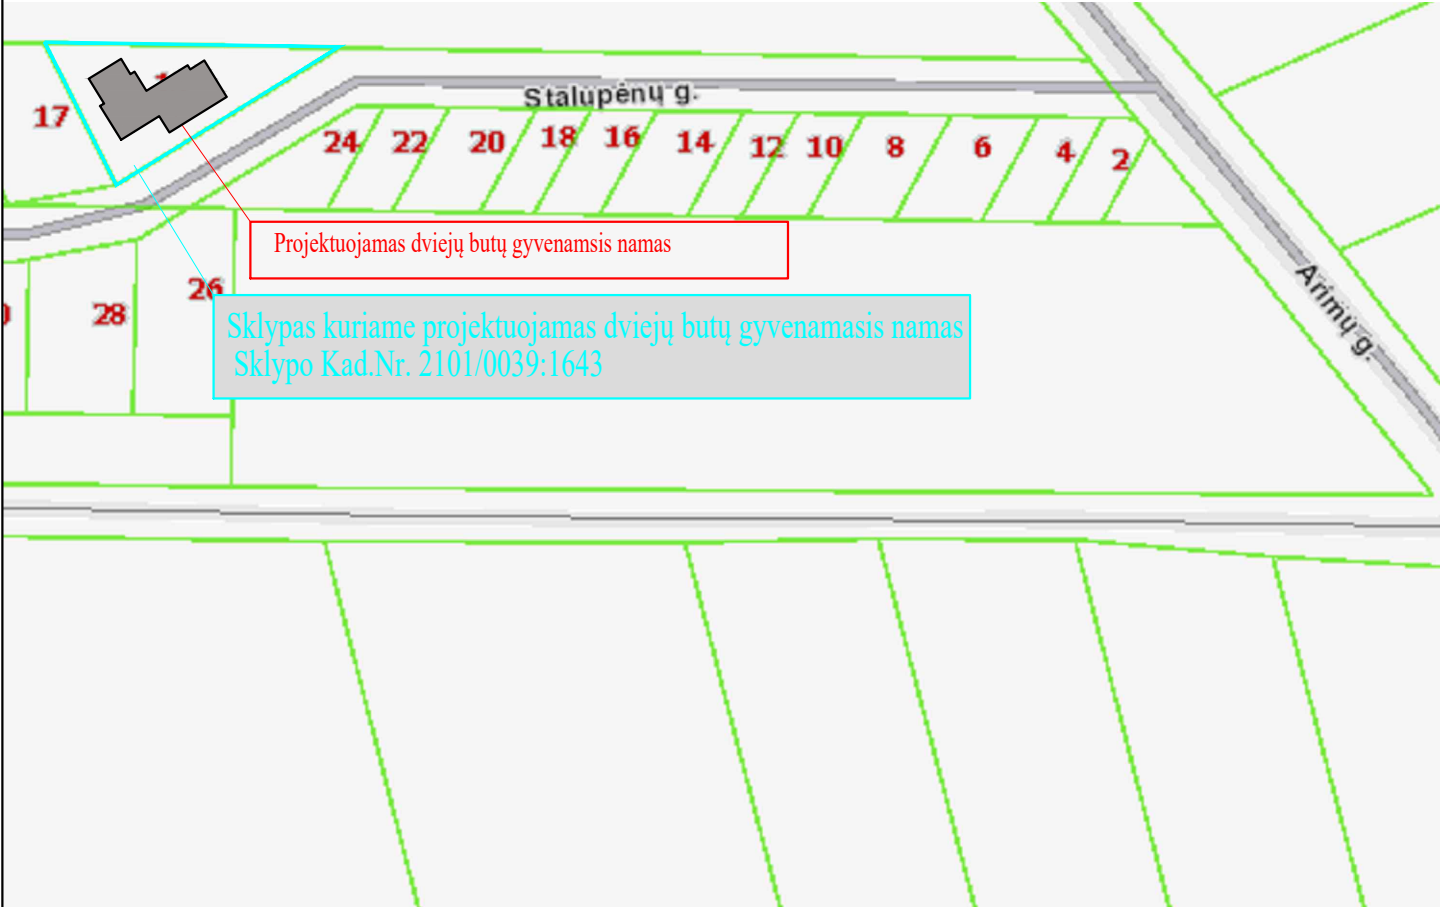 Stalupėnų g.
17
24 22 20 18 16 14 12 10 8 6 4 2
Projektuojamas dviejų butų gyvenamsis namas
26
28
Arimų g.
Sklypas kuriame projektuojamas dviejų butų gyvenamasis namas
Sklypo Kad.Nr. 2101/0039:1643